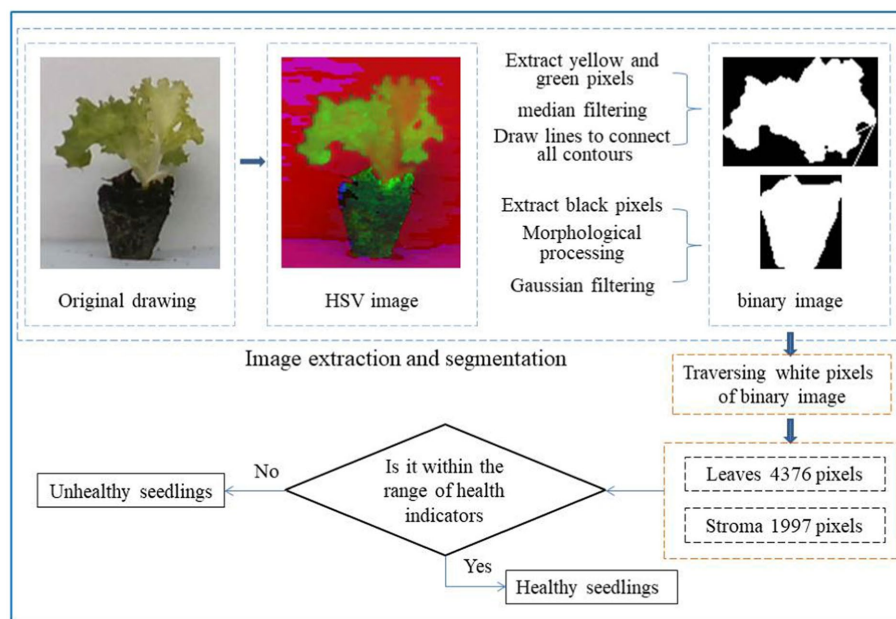 Extract yellow and
green pixels
median filtering
Draw lines to connect
all contours
Extract black pixels
Morphological
processing
Gaussian filtering
Original drawing
HSV image
binary image
Image extraction and segmentation
Traversing white pixels
of binary image
Leaves 4376 pixels
Stroma 1997 pixels
Is it within the
range of health
indicators
No
Unhealthy seedlings
Yes
Healthy seedlings